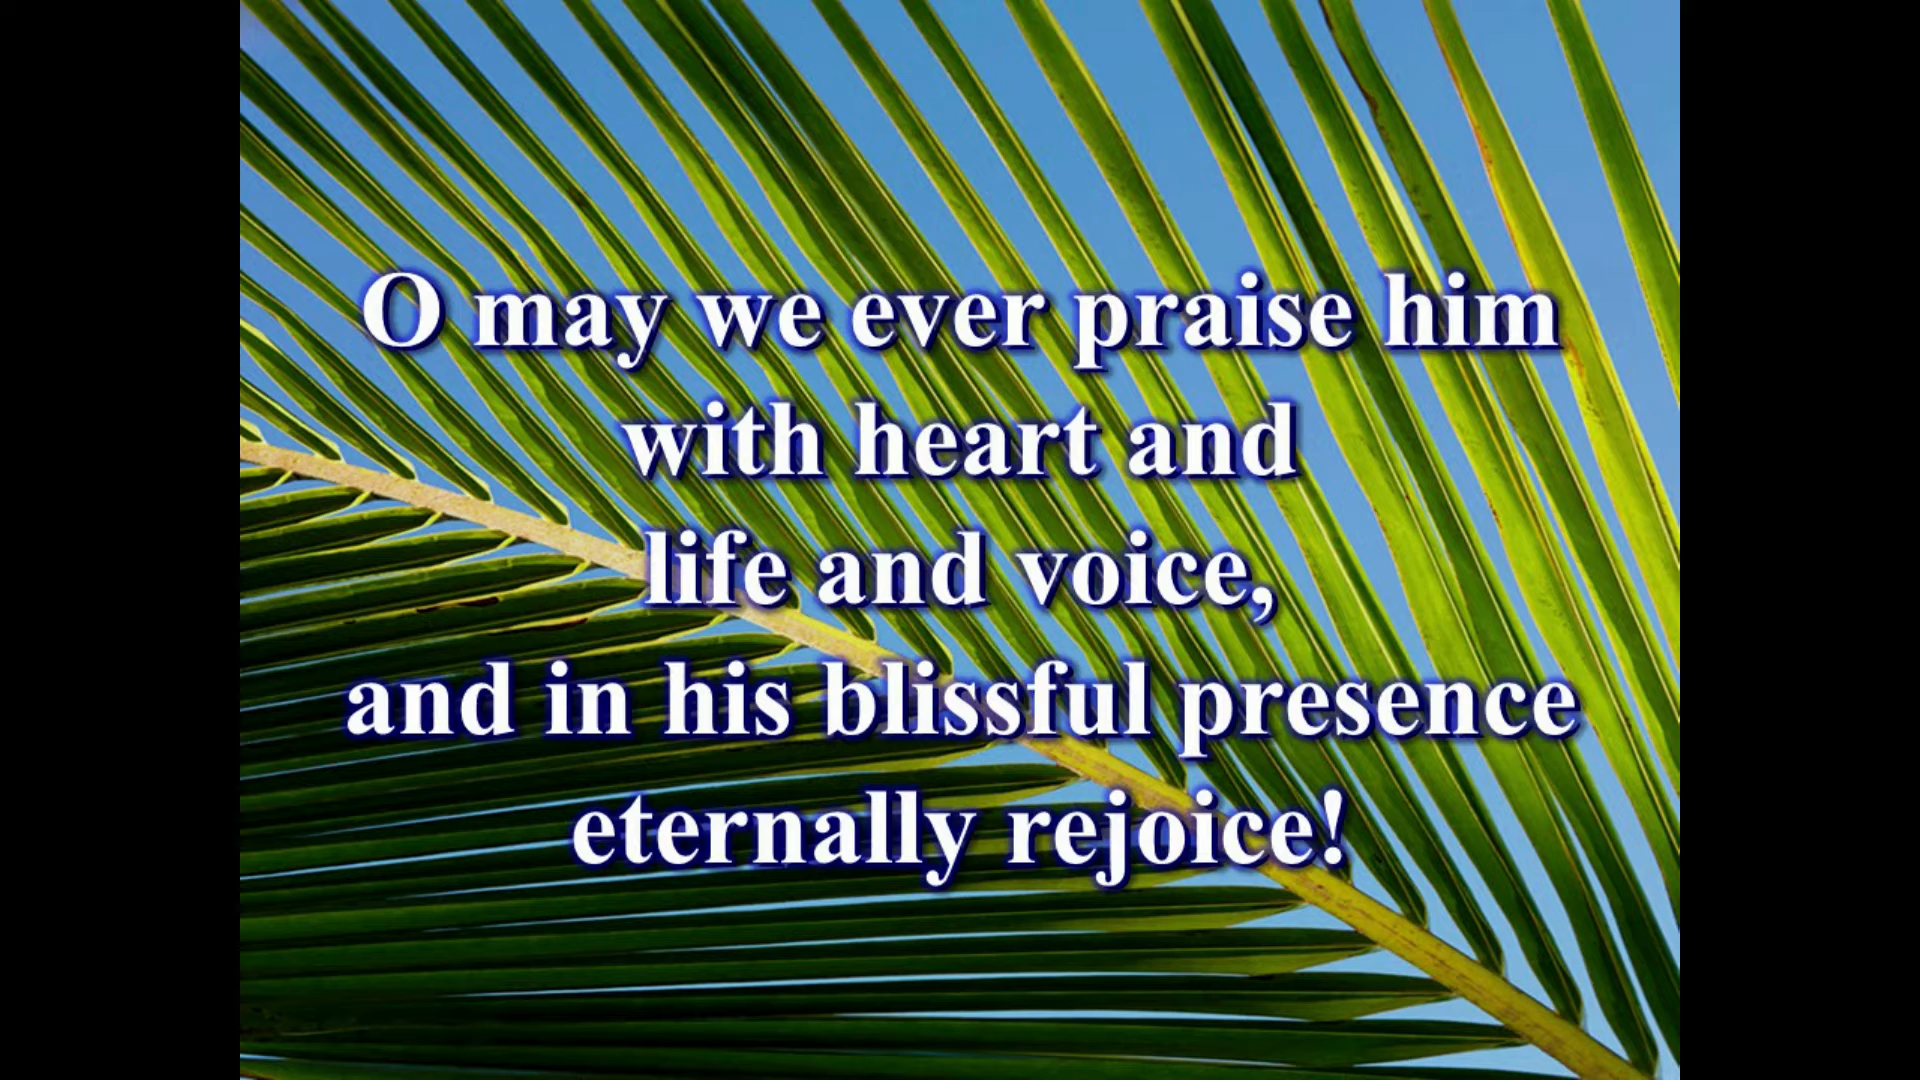 O may we ever praise him
with heart and
life and voice,
and in his blissful presence
eternally rejoice!